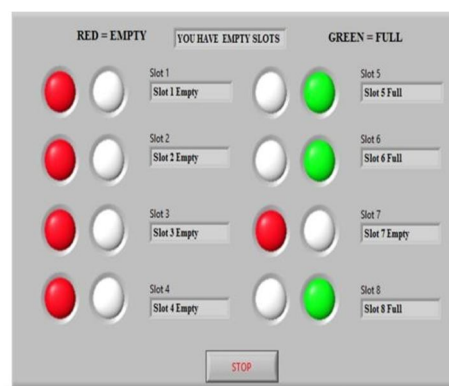 RED = EMPTY
YOU HAVE EMPTY SLOTS
GREEN = FULL
Slot 1
Slot 1 Empty
Slot 2
Slot 2 Empty
Slot 3
Slot 3 Empty
Slot 4
Slot 4 Empty
Slot 5
Slot 5 Full
Slot 6
Slot 6 Full
Slot 7
Slot 7 Empty
Slot 8
Slot 8 Full
STOP